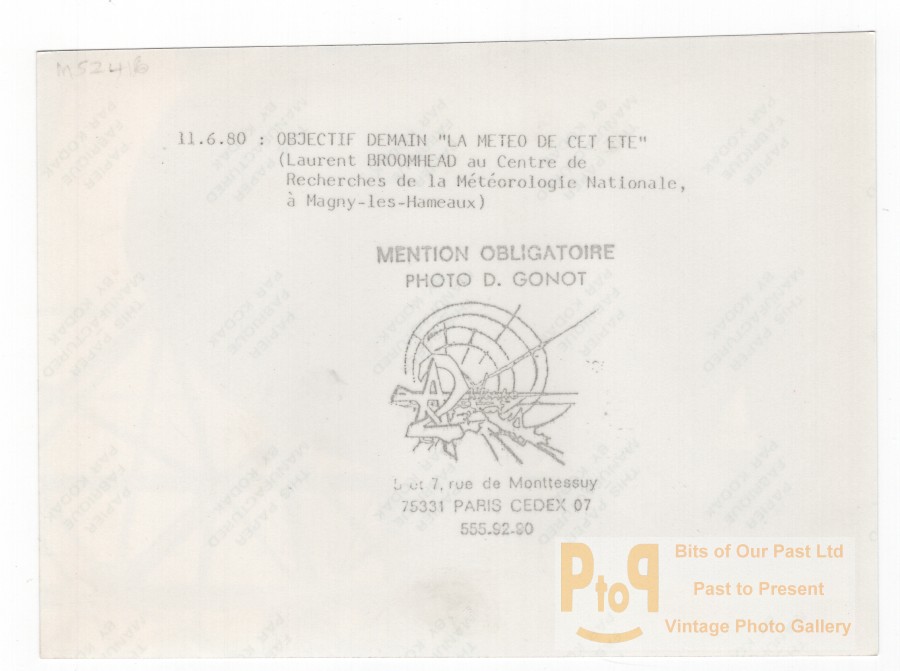 M52416
11.6.80 : OBJECTIF DEMAIN "LA METEO DE CET ETE"
(Laurent BROOMHEAD au Centre de
Recherches de la Météorologie Nationale,
à Magny-les-Hameaux)
MENTION OBLIGATOIRE
PHOTO D. GONOT
5 et 7, rue de Monttessuy
75331 PARIS CEDEX 07
555.92.90
PtoP
Bits of Our Past Ltd
Past to Present
Vintage Photo Gallery